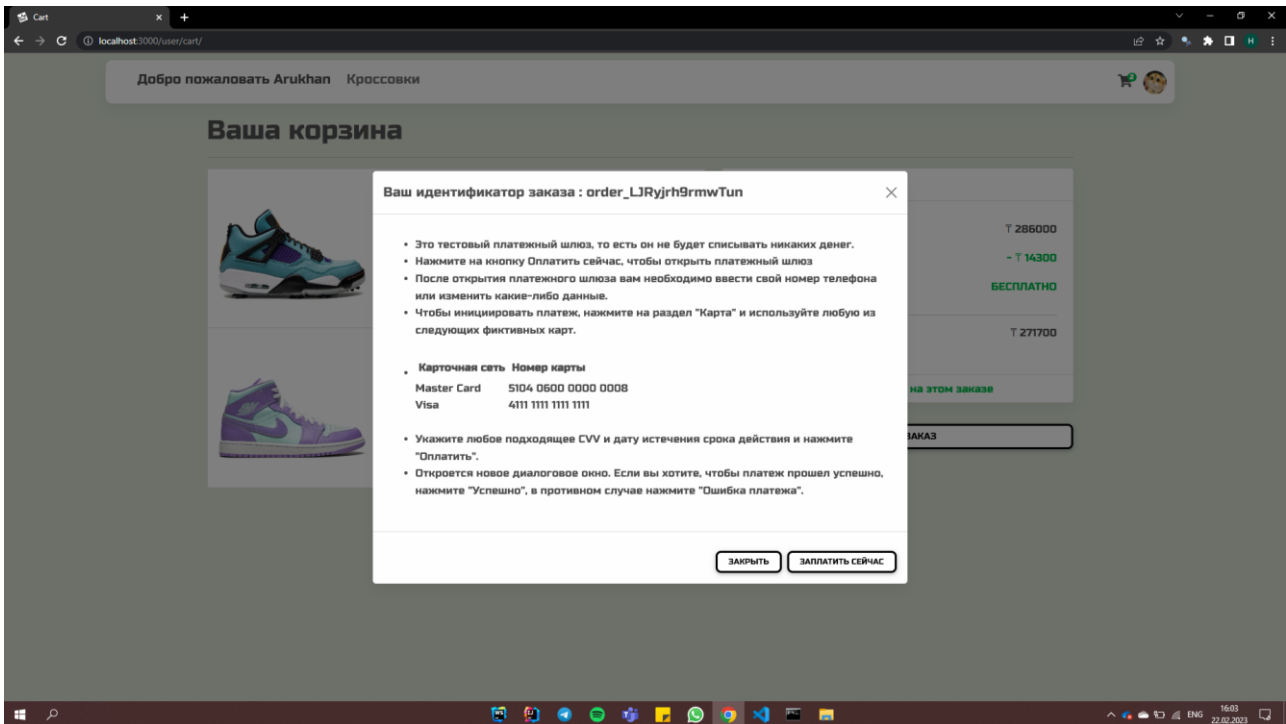 Cart
localhost:3000/user/cart/
H
Добро пожаловать Arukhan Кроссовки
Ваша корзина
Ваш идентификатор заказа : order_LJRyjrh9rmwTun
• Это тестовый платежный шлюз, то есть он не будет списывать никаких денег.
• Нажмите на кнопку Оплатить сейчас, чтобы открыть платежный шлюз
• После открытия платежного шлюза вам необходимо ввести свой номер телефона
или изменить какие-либо данные.
• Чтобы инициировать платеж, нажмите на раздел "Карта" и используйте любую из
следующих фиктивных карт.
• Карточная сеть Номер карты
Master Card 5104 0600 0000 0008
Visa 4111 1111 1111 1111
• Укажите любое подходящее CVV и дату истечения срока действия и нажмите
"Оплатить".
• Откроется новое диалоговое окно. Если вы хотите, чтобы платеж прошел успешно,
нажмите "Успешно", в противном случае нажмите "Ошибка платежа".
ЗАКРЫТЬ ЗАПЛАТИТЬ СЕЙЧАС
₸ 286000
- ₸ 14300
БЕСПЛАТНО
₸ 271700
на этом заказе
ЗАКАЗ
ENG
16:03
22.02.2023